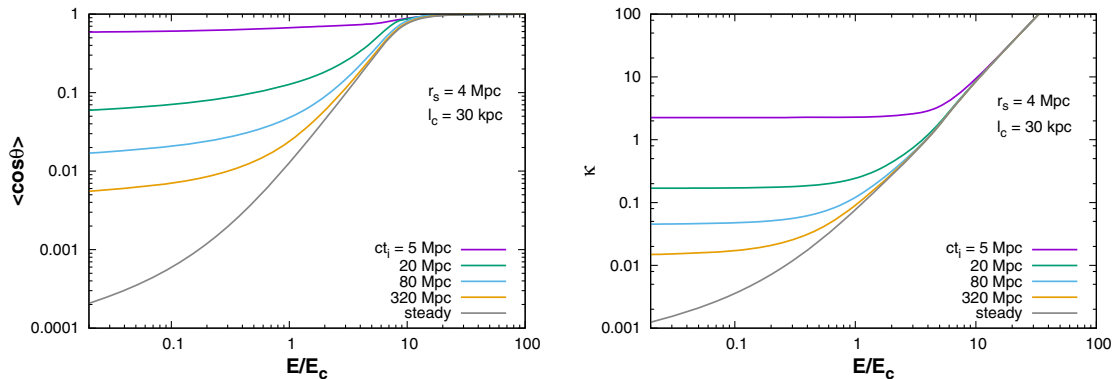 1
0.1
0.01
0.001
0.0001
<cosθ>
0.1
1
10
100
E/E_c
r_s = 4 Mpc
l_c = 30 kpc
ct_i = 5 Mpc
20 Mpc
80 Mpc
320 Mpc
steady
100
10
1
0.1
0.01
0.001
κ
0.1
1
10
100
E/E_c
r_s = 4 Mpc
l_c = 30 kpc
ct_i = 5 Mpc
20 Mpc
80 Mpc
320 Mpc
steady